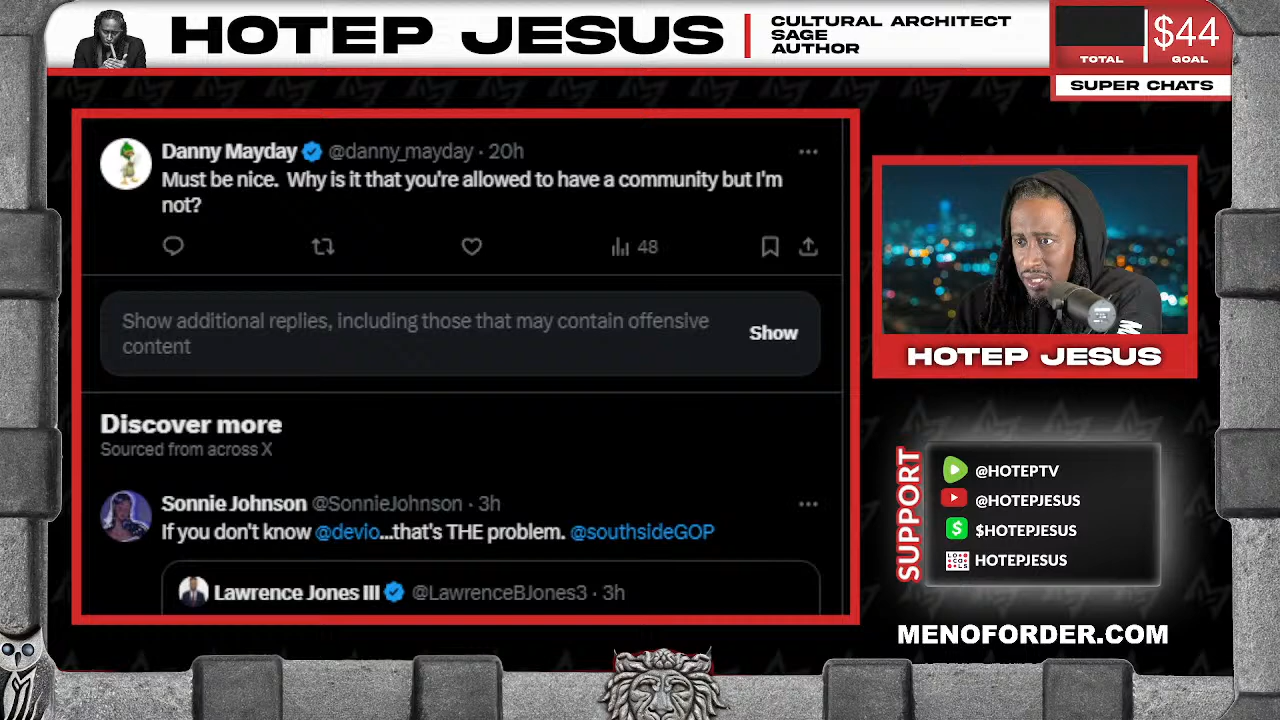 HOTEP JESUS
CULTURAL ARCHITECT
SAGE
AUTHOR
$44
TOTAL
GOAL
SUPER CHATS
Danny Mayday @danny_mayday · 20h
Must be nice. Why is it that you're allowed to have a community but I'm
not?
48
Show additional replies, including those that may contain offensive
content
Show
Discover more
Sourced from across X
Sonnie Johnson @SonnieJohnson · 3h
If you don't know @devio...that's THE problem. @southsideGOP
Lawrence Jones III @LawrenceBJones3 · 3h
HOTEP JESUS
SUPPORT
@HOTEPTV
@HOTEPJESUS
$HOTEPJESUS
LOCALS
HOTEPJESUS
MENOFORDER.COM